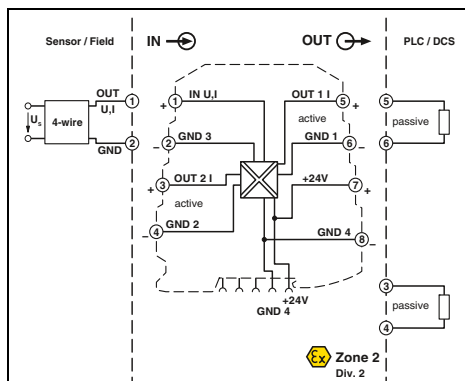 Sensor / Field
IN
OUT
PLC / DCS
OUT
U,I
1
4-wire
Us
GND
2
+
1
IN U,I
OUT 1 I
5
+
active
5
passive
6
−
2
GND 3
GND 1
6
−
+
3
OUT 2 I
+24V
7
+
active
−
4
GND 2
GND 4
8
−
+24V
GND 4
3
passive
4
Ex
Zone 2
Div. 2